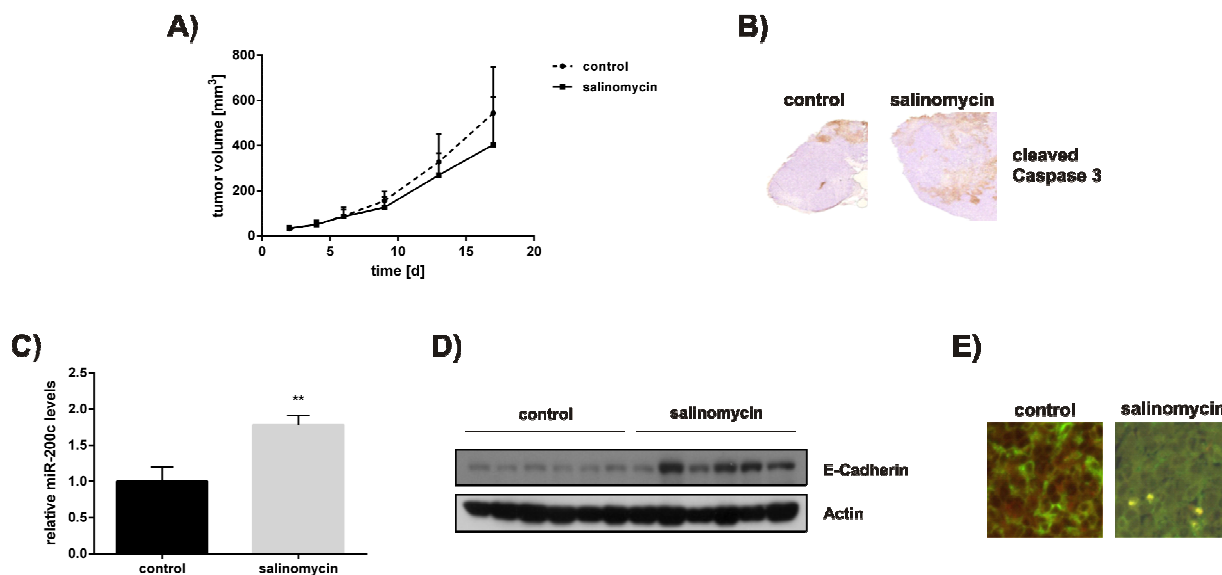 A)
800
600
400
200
0
tumor volume [mm³]
0 5 10 15 20
time [d]
control
salinomycin
B)
control salinomycin
cleaved
Caspase 3
C)
2.5
2.0
1.5
1.0
0.5
0.0
relative miR-200c levels
**
control salinomycin
D)
control salinomycin
E-Cadherin
Actin
E)
control salinomycin